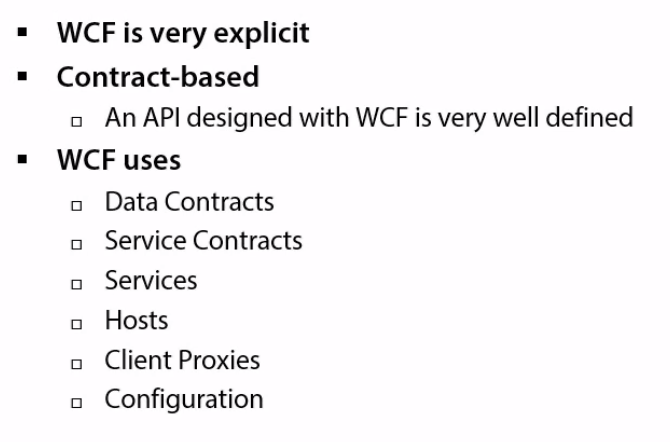 WCF is very explicit
Contract-based
An API designed with WCF is very well defined
WCF uses
Data Contracts
Service Contracts
Services
Hosts
Client Proxies
Configuration